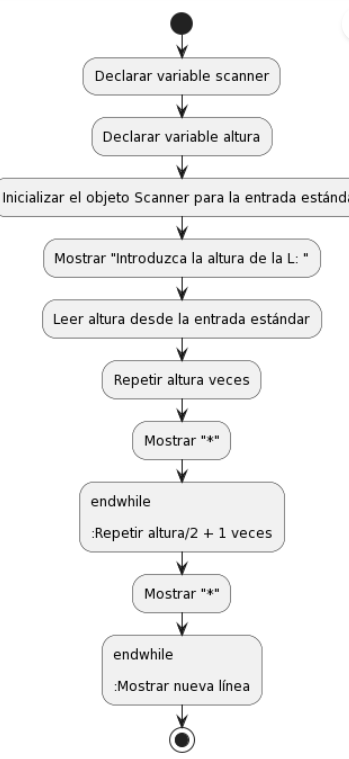 Declarar variable scanner
Declarar variable altura
Inicializar el objeto Scanner para la entrada
Mostrar "Introduzca la altura de la L: "
Leer altura desde la entrada estándar
Repetir altura veces
Mostrar "*"
endwhile
:Repetir altura/2 + 1 veces
Mostrar "*"
endwhile
:Mostrar nueva línea